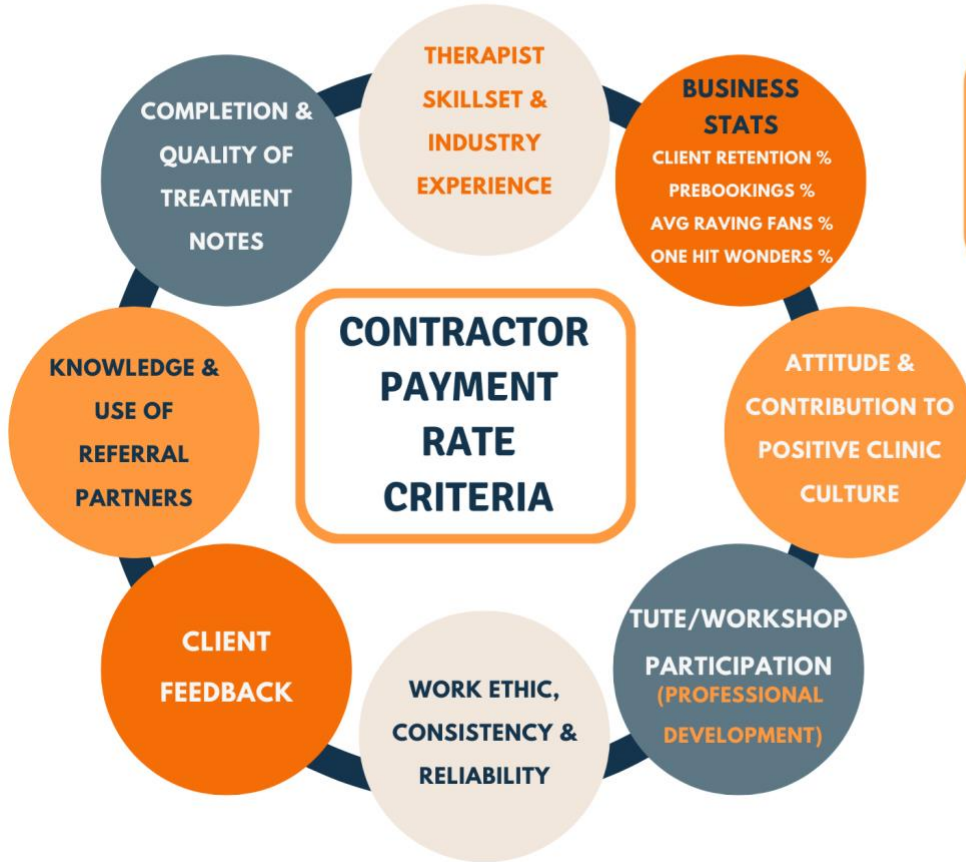 THERAPIST
SKILLSET &
INDUSTRY
EXPERIENCE
BUSINESS
STATS
CLIENT RETENTION %
PREBOOKINGS %
AVG RAVING FANS %
ONE HIT WONDERS %
ATTITUDE &
CONTRIBUTION TO
POSITIVE CLINIC
CULTURE
TUTE/WORKSHOP
PARTICIPATION
(PROFESSIONAL
DEVELOPMENT)
WORK ETHIC,
CONSISTENCY &
RELIABILITY
CLIENT
FEEDBACK
KNOWLEDGE &
USE OF
REFERRAL
PARTNERS
COMPLETION &
QUALITY OF
TREATMENT
NOTES
CONTRACTOR
PAYMENT
RATE
CRITERIA